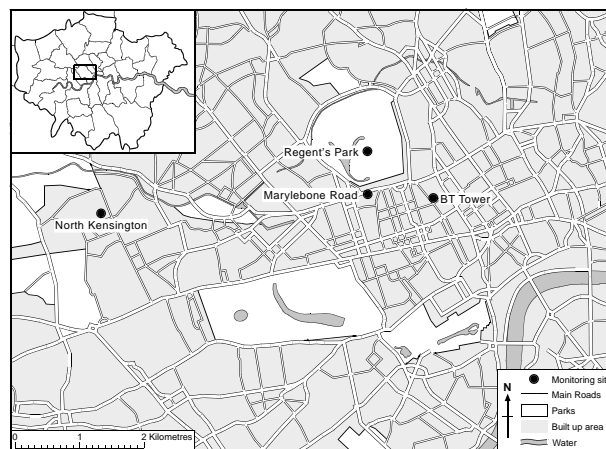 Regent's Park
Marylebone Road
BT Tower
North Kensington
N
Monitoring sit
Main Roads
Parks
Built up area
Water
0 1 2 Kilometres